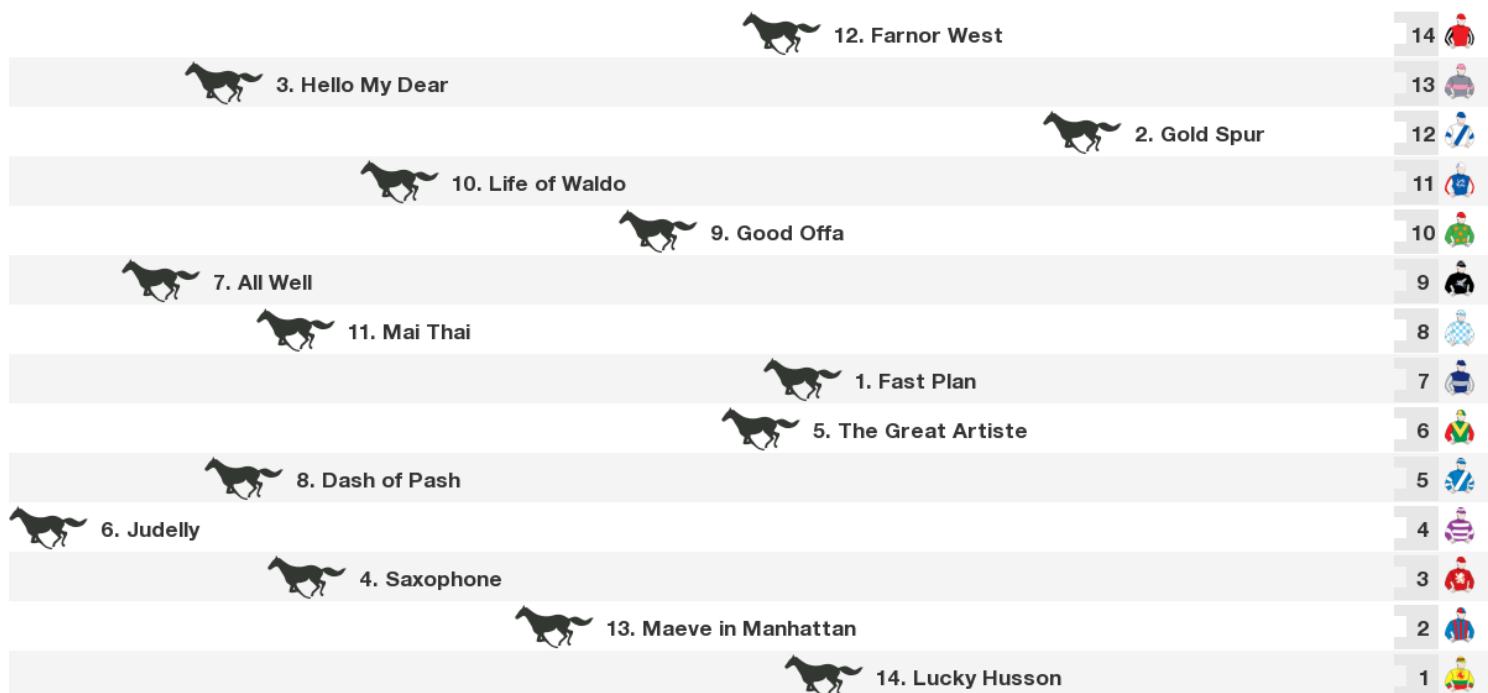 12. Farnor West 14
3. Hello My Dear 13
2. Gold Spur 12
10. Life of Waldo 11
9. Good Offa 10
7. All Well 9
11. Mai Thai 8
1. Fast Plan 7
5. The Great Artiste 6
8. Dash of Pash 5
6. Judelly 4
4. Saxophone 3
13. Maeve in Manhattan 2
14. Lucky Husson 1